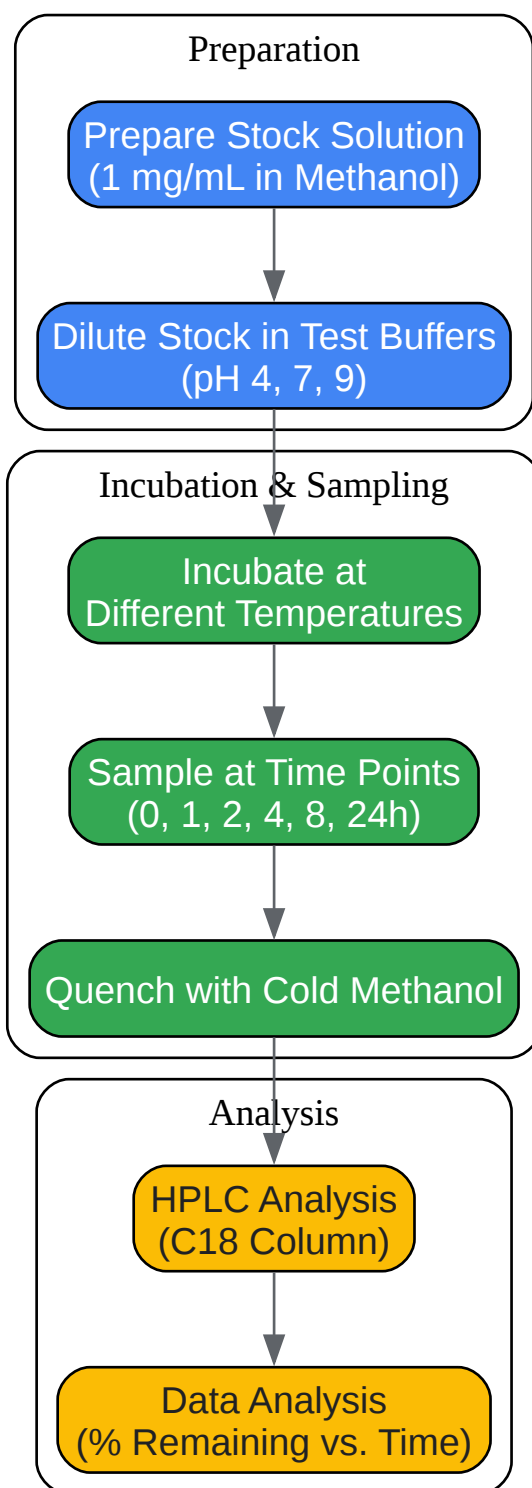 Preparation
Prepare Stock Solution
(1 mg/mL in Methanol)
Dilute Stock in Test Buffers
(pH 4, 7, 9)
Incubation & Sampling
Incubate at
Different Temperatures
Sample at Time Points
(0, 1, 2, 4, 8, 24h)
Quench with Cold Methanol
Analysis
HPLC Analysis
(C18 Column)
Data Analysis
(% Remaining vs. Time)